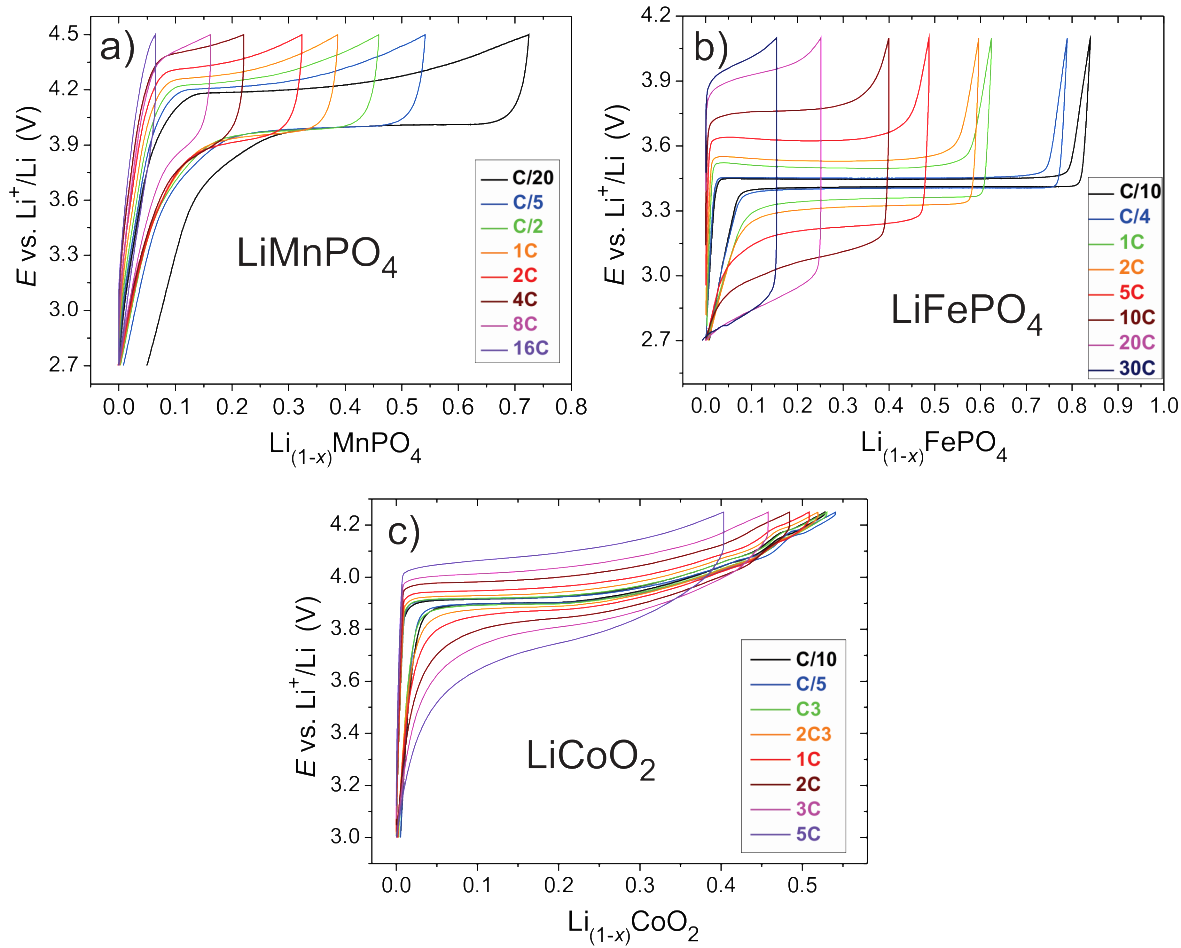 a)
E vs. Li⁺/Li (V)
4.5
4.2
3.9
3.6
3.3
3.0
2.7
LiMnPO₄
C/20
C/5
C/2
1C
2C
4C
8C
16C
0.0 0.1 0.2 0.3 0.4 0.5 0.6 0.7 0.8
Li₍₁₋ₓ₎MnPO₄
b)
E vs. Li⁺/Li (V)
4.2
3.9
3.6
3.3
3.0
2.7
LiFePO₄
C/10
C/4
1C
2C
5C
10C
20C
30C
0.0 0.1 0.2 0.3 0.4 0.5 0.6 0.7 0.8 0.9 1.0
Li₍₁₋ₓ₎FePO₄
c)
E vs. Li⁺/Li (V)
4.2
4.0
3.8
3.6
3.4
3.2
3.0
LiCoO₂
C/10
C/5
C3
2C3
1C
2C
3C
5C
0.0 0.1 0.2 0.3 0.4 0.5
Li₍₁₋ₓ₎CoO₂